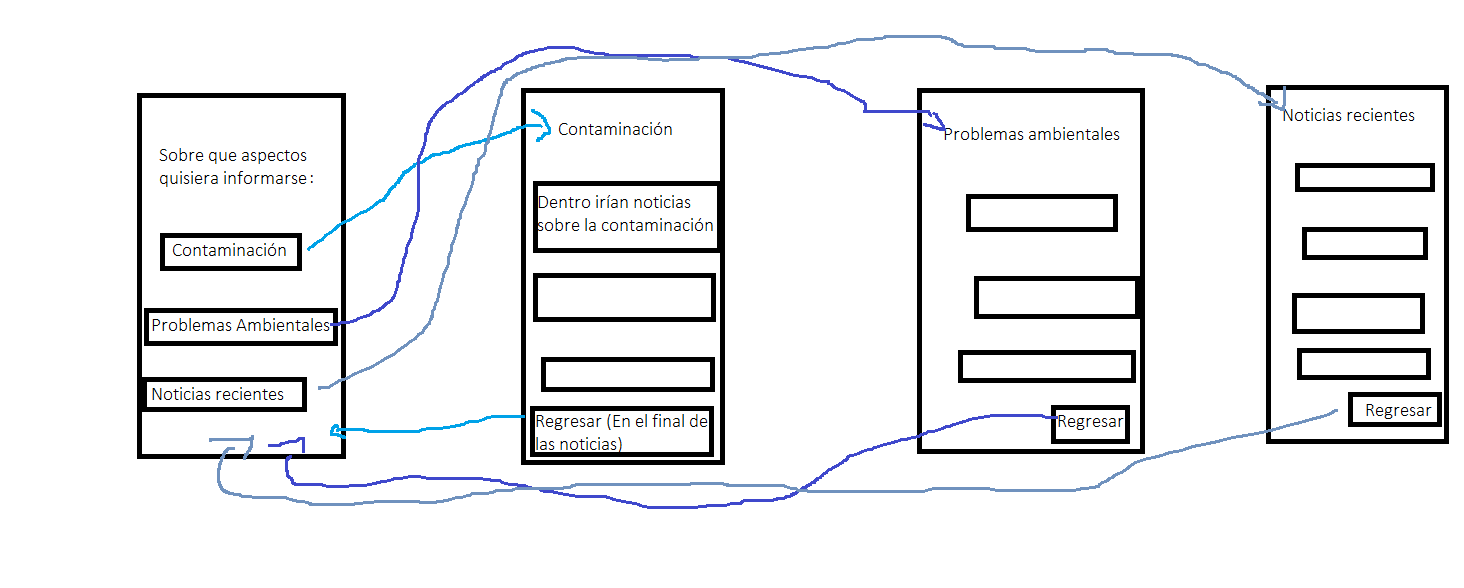 Sobre que aspectos
quisiera informarse:
Contaminación
Problemas Ambientales
Noticias recientes
Contaminación
Dentro irían noticias
sobre la contaminación
Regresar (En el final de
las noticias)
Problemas ambientales
Regresar
Noticias recientes
Regresar